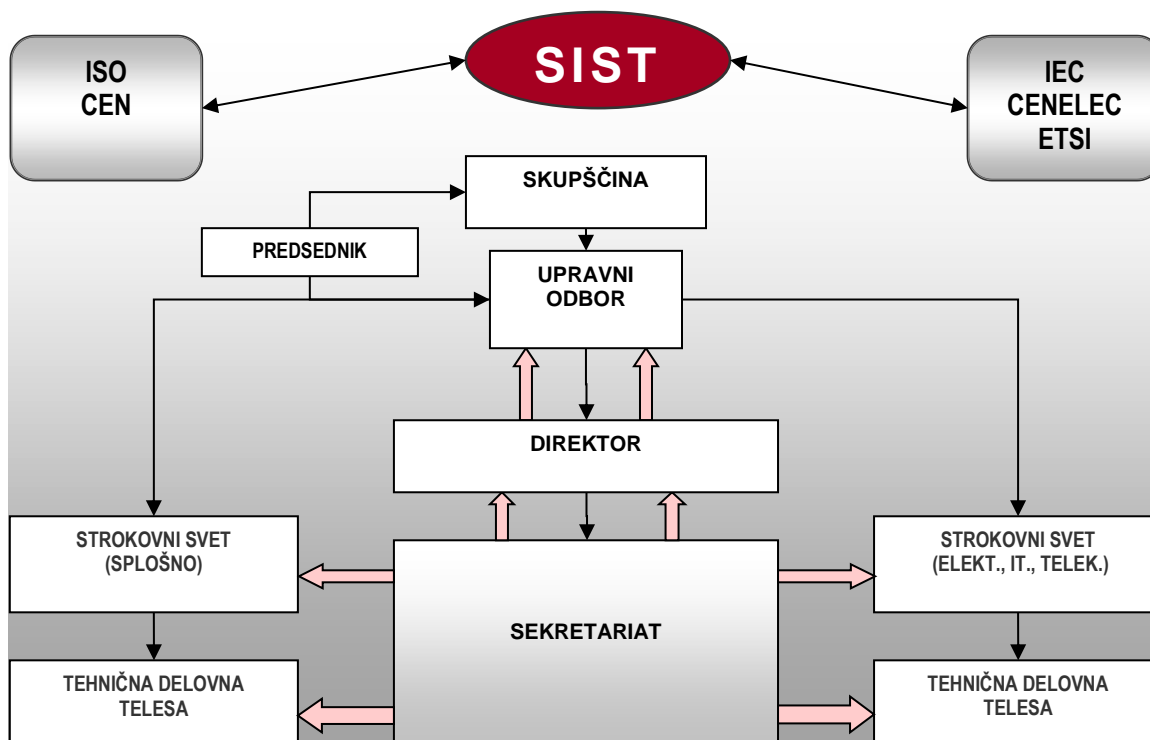 ISO
CEN
SIST
IEC
CENELEC
ETSI
SKUPŠČINA
PREDSEDNIK
UPRAVNI
ODBOR
DIREKTOR
STROKOVNI SVET
(SPLOŠNO)
STROKOVNI SVET
(ELEKT., IT., TELEK.)
SEKRETARIAT
TEHNIČNA DELOVNA
TELESA
TEHNIČNA DELOVNA
TELESA